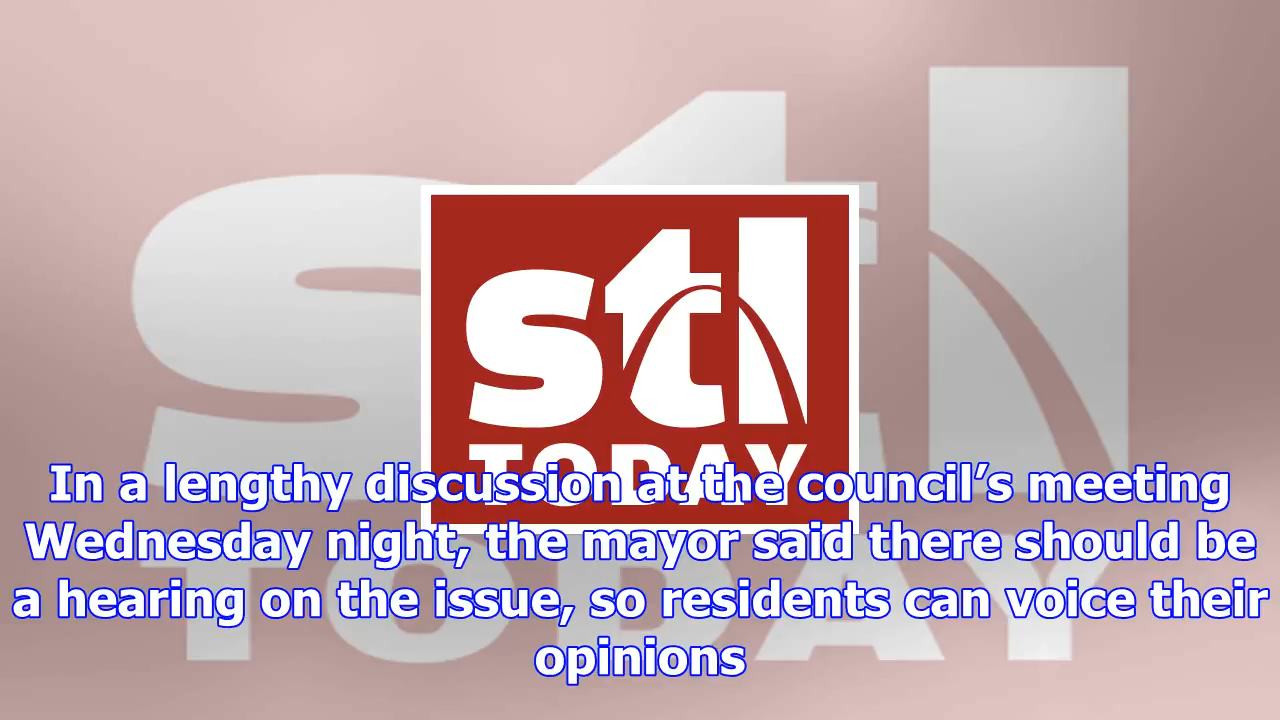 stl
TODAY
In a lengthy discussion at the council’s meeting
Wednesday night, the mayor said there should be
a hearing on the issue, so residents can voice their
opinions